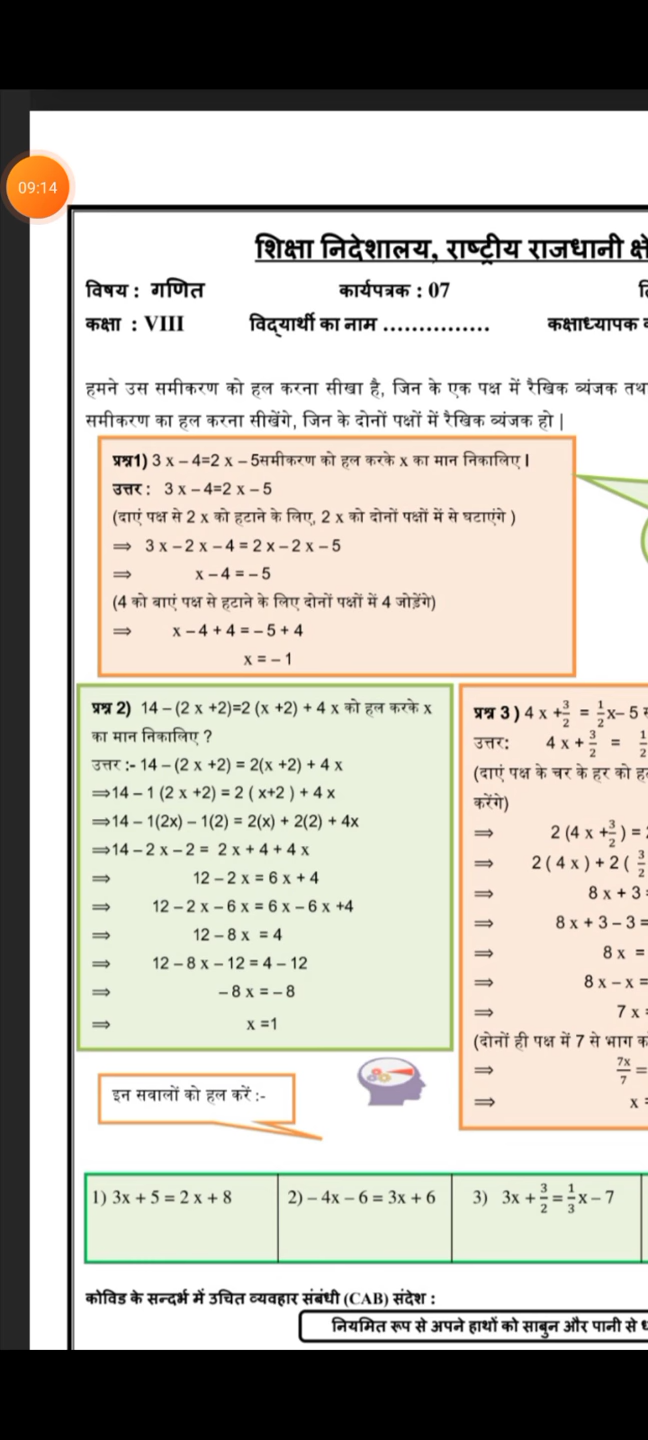 09:14
शिक्षा निदेशालय, राष्ट्रीय राजधानी क्षे
विषय : गणित कार्यपत्रक : 07
कक्षा : VIII विद्यार्थी का नाम ............... कक्षाध्यापक
हमने उस समीकरण को हल करना सीखा है, जिन के एक पक्ष में रैखिक व्यंजक तथ
समीकरण का हल करना सीखेंगे, जिन के दोनों पक्षों में रैखिक व्यंजक हो |
प्रश्न1) 3 x – 4=2 x – 5समीकरण को हल करके x का मान निकालिए।
उत्तर : 3 x – 4=2 x – 5
(दाएं पक्ष से 2 x को हटाने के लिए, 2 x को दोनों पक्षों में से घटाएंगे )
⟹ 3 x – 2 x – 4 = 2 x – 2 x – 5
⟹ x – 4 = – 5
(4 को बाएं पक्ष से हटाने के लिए दोनों पक्षों में 4 जोड़ेंगे)
⟹ x – 4 + 4 = – 5 + 4
x = – 1
प्रश्न 2) 14 – (2 x +2)=2 (x +2) + 4 x को हल करके x
का मान निकालिए ?
उत्तर :- 14 – (2 x +2) = 2(x +2) + 4 x
⟹14 – 1 (2 x +2) = 2 ( x+2 ) + 4 x
⟹14 – 1(2x) – 1(2) = 2(x) + 2(2) + 4x
⟹14 – 2 x – 2 = 2 x + 4 + 4 x
⟹ 12 – 2 x = 6 x + 4
⟹ 12 – 2 x – 6 x = 6 x – 6 x +4
⟹ 12 – 8 x = 4
⟹ 12 – 8 x – 12 = 4 – 12
⟹ – 8 x = – 8
⟹ x =1
प्रश्न 3 ) 4 x + 3/2 = 1/2 x– 5
उत्तर: 4 x + 3/2 = 1/2
(दाएं पक्ष के चर के हर को ह
करेंगे)
⟹ 2 (4 x + 3/2 ) =
⟹ 2 ( 4 x ) + 2 ( 3/2
⟹ 8 x + 3
⟹ 8 x + 3 – 3 =
⟹ 8 x =
⟹ 8 x – x =
⟹ 7 x
(दोनों ही पक्ष में 7 से भाग क
⟹ 7x/7 =
⟹ x
इन सवालों को हल करें :-
1) 3x + 5 = 2 x + 8
2) – 4x – 6 = 3x + 6
3) 3x + 3/2 = 1/3 x – 7
कोविड के सन्दर्भ में उचित व्यवहार संबंधी (CAB) संदेश :
नियमित रूप से अपने हाथों को साबुन और पानी से